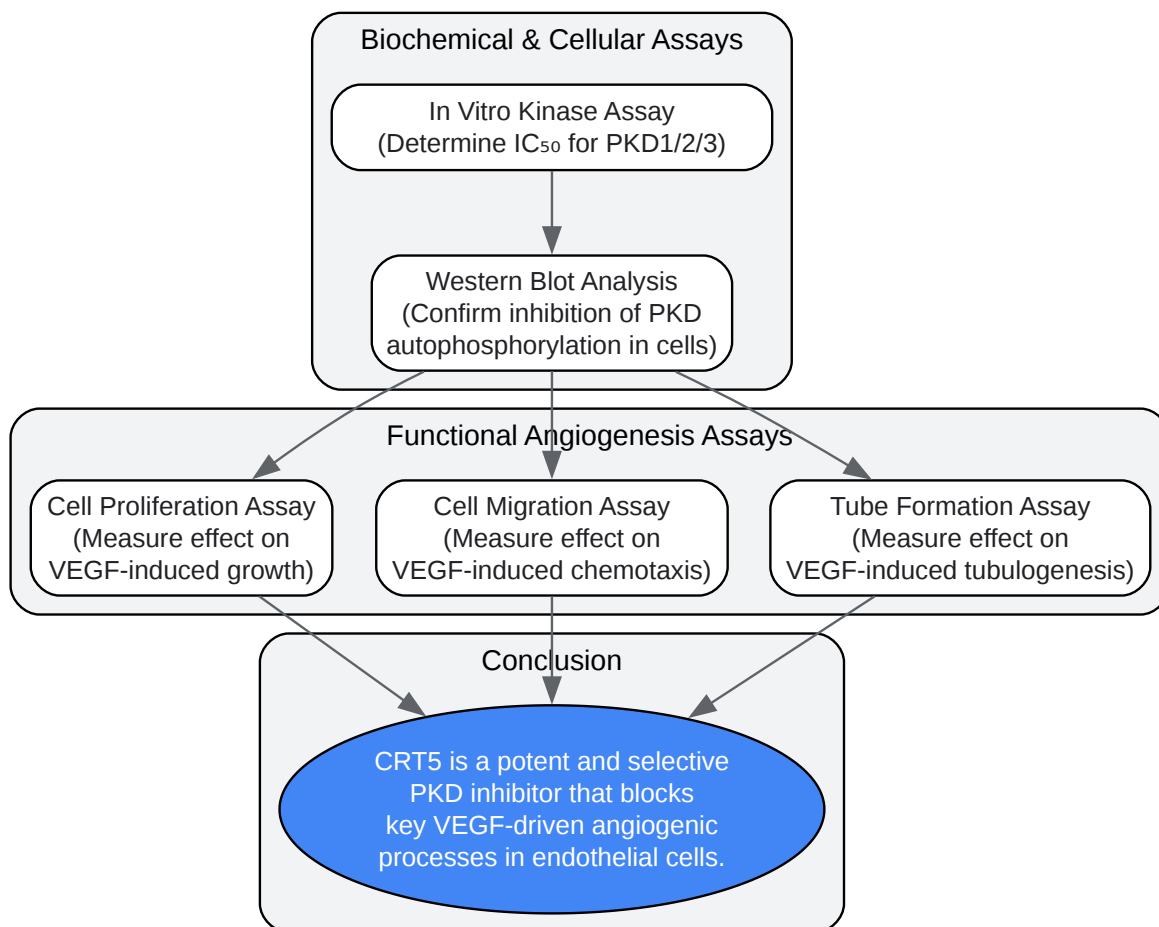 Biochemical & Cellular Assays
In Vitro Kinase Assay
(Determine IC₅₀ for PKD1/2/3)
Western Blot Analysis
(Confirm inhibition of PKD
autophosphorylation in cells)
Functional Angiogenesis Assays
Cell Proliferation Assay
(Measure effect on
VEGF-induced growth)
Cell Migration Assay
(Measure effect on
VEGF-induced chemotaxis)
Tube Formation Assay
(Measure effect on
VEGF-induced tubulogenesis)
Conclusion
CRT5 is a potent and selective
PKD inhibitor that blocks
key VEGF-driven angiogenic
processes in endothelial cells.